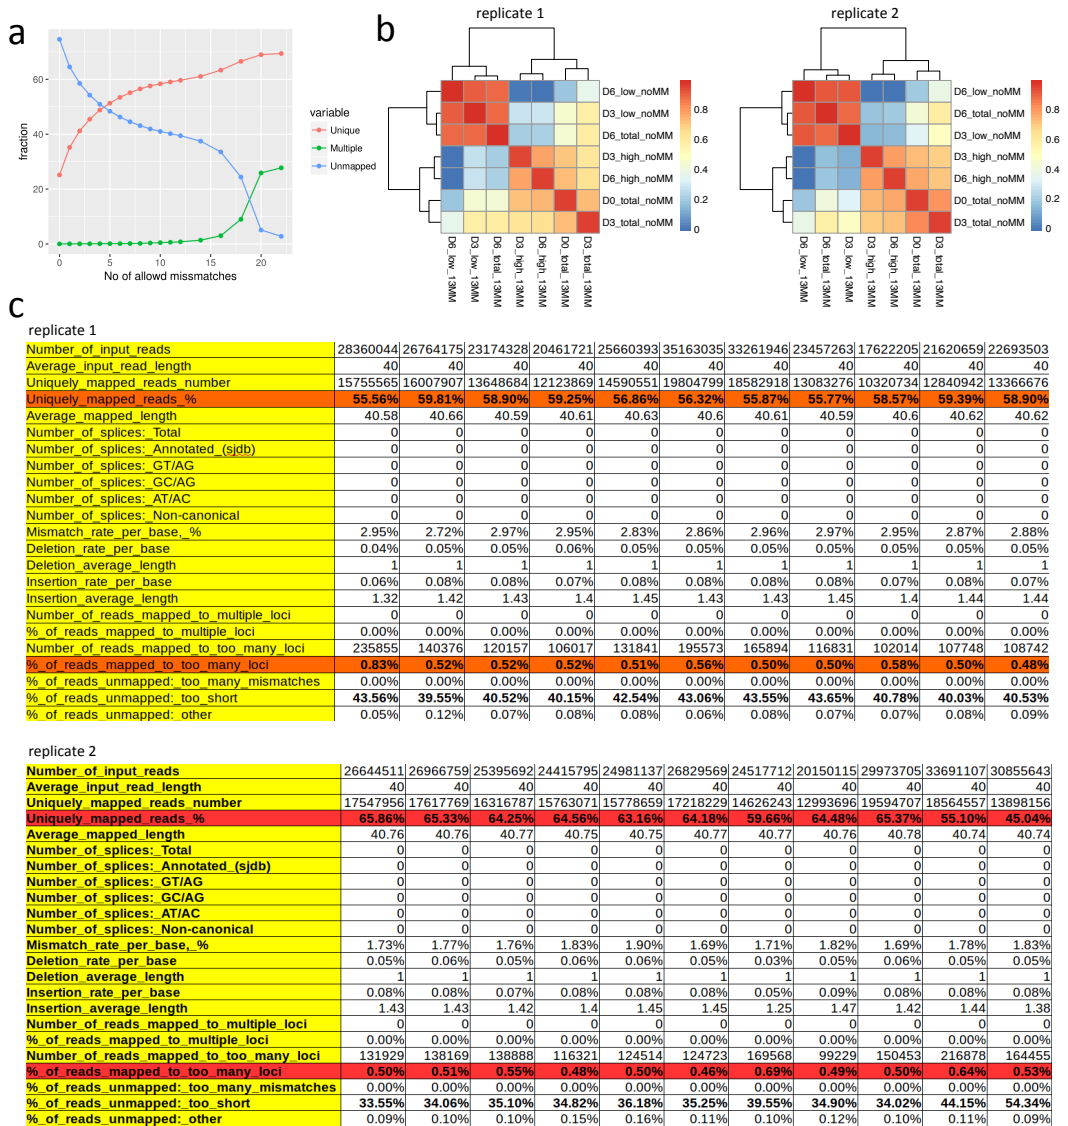 a
fraction
60
40
20
0
0
5
10
15
20
No of allowd missmatches
variable
Unique
Multiple
Unmapped
b
replicate 1
D6_low_noMM
D3_low_noMM
D6_total_noMM
D3_high_noMM
D6_high_noMM
D0_total_noMM
D3_total_noMM
D6_low_13MM
D3_low_13MM
D6_total_13MM
D3_high_13MM
D6_high_13MM
D0_total_13MM
D3_total_13MM
0.8
0.6
0.4
0.2
0
replicate 2
D6_low_noMM
D6_total_noMM
D3_low_noMM
D3_high_noMM
D6_high_noMM
D0_total_noMM
D3_total_noMM
D6_low_13MM
D6_total_13MM
D3_low_13MM
D3_high_13MM
D6_high_13MM
D0_total_13MM
D3_total_13MM
0.8
0.6
0.4
0.2
0
c
replicate 1
Number_of_input_reads 28360044 26764175 23174328 20461721 25660393 35163035 33261946 23457263 17622205 21620659 22693503
Average_input_read_length 40 40 40 40 40 40 40 40 40 40 40
Uniquely_mapped_reads_number 15755565 16007907 13648684 12123869 14590551 19804799 18582918 13083276 10320734 12840942 13366676
Uniquely_mapped_reads_% 55.56% 59.81% 58.90% 59.25% 56.86% 56.32% 55.87% 55.77% 58.57% 59.39% 58.90%
Average_mapped_length 40.58 40.66 40.59 40.61 40.63 40.6 40.61 40.59 40.6 40.62 40.62
Number_of_splices:_Total 0 0 0 0 0 0 0 0 0 0 0
Number_of_splices:_Annotated_(sjdb) 0 0 0 0 0 0 0 0 0 0 0
Number_of_splices:_GT/AG 0 0 0 0 0 0 0 0 0 0 0
Number_of_splices:_GC/AG 0 0 0 0 0 0 0 0 0 0 0
Number_of_splices:_AT/AC 0 0 0 0 0 0 0 0 0 0 0
Number_of_splices:_Non-canonical 0 0 0 0 0 0 0 0 0 0 0
Mismatch_rate_per_base,_% 2.95% 2.72% 2.97% 2.95% 2.83% 2.86% 2.96% 2.97% 2.95% 2.87% 2.88%
Deletion_rate_per_base 0.04% 0.05% 0.05% 0.06% 0.05% 0.05% 0.05% 0.05% 0.05% 0.05% 0.05%
Deletion_average_length 1 1 1 1 1 1 1 1 1 1 1
Insertion_rate_per_base 0.06% 0.08% 0.08% 0.07% 0.08% 0.08% 0.08% 0.08% 0.07% 0.08% 0.07%
Insertion_average_length 1.32 1.42 1.43 1.4 1.45 1.43 1.43 1.45 1.4 1.44 1.44
Number_of_reads_mapped_to_multiple_loci 0 0 0 0 0 0 0 0 0 0 0
%_of_reads_mapped_to_multiple_loci 0.00% 0.00% 0.00% 0.00% 0.00% 0.00% 0.00% 0.00% 0.00% 0.00% 0.00%
Number_of_reads_mapped_to_too_many_loci 235855 140376 120157 106017 131841 195573 165894 116831 102014 107748 108742
%_of_reads_mapped_to_too_many_loci 0.83% 0.52% 0.52% 0.52% 0.51% 0.56% 0.50% 0.50% 0.58% 0.50% 0.48%
%_of_reads_unmapped:_too_many_mismatches 0.00% 0.00% 0.00% 0.00% 0.00% 0.00% 0.00% 0.00% 0.00% 0.00% 0.00%
%_of_reads_unmapped:_too_short 43.56% 39.55% 40.52% 40.15% 42.54% 43.06% 43.55% 43.65% 40.78% 40.03% 40.53%
%_of_reads_unmapped:_other 0.05% 0.12% 0.07% 0.08% 0.08% 0.06% 0.08% 0.07% 0.07% 0.08% 0.09%
replicate 2
Number_of_input_reads 26644511 26966759 25395692 24415795 24981137 26829569 24517712 20150115 29973705 33691107 30855643
Average_input_read_length 40 40 40 40 40 40 40 40 40 40 40
Uniquely_mapped_reads_number 17547956 17617769 16316787 15763071 15778659 17218229 14626243 12993696 19594707 18564557 13898156
Uniquely_mapped_reads_% 65.86% 65.33% 64.25% 64.56% 63.16% 64.18% 59.66% 64.48% 65.37% 55.10% 45.04%
Average_mapped_length 40.76 40.76 40.77 40.75 40.75 40.77 40.77 40.76 40.78 40.74 40.74
Number_of_splices:_Total 0 0 0 0 0 0 0 0 0 0 0
Number_of_splices:_Annotated_(sjdb) 0 0 0 0 0 0 0 0 0 0 0
Number_of_splices:_GT/AG 0 0 0 0 0 0 0 0 0 0 0
Number_of_splices:_GC/AG 0 0 0 0 0 0 0 0 0 0 0
Number_of_splices:_AT/AC 0 0 0 0 0 0 0 0 0 0 0
Number_of_splices:_Non-canonical 0 0 0 0 0 0 0 0 0 0 0
Mismatch_rate_per_base,_% 1.73% 1.77% 1.76% 1.83% 1.90% 1.69% 1.71% 1.82% 1.69% 1.78% 1.83%
Deletion_rate_per_base 0.05% 0.06% 0.05% 0.06% 0.06% 0.05% 0.03% 0.05% 0.06% 0.05% 0.05%
Deletion_average_length 1 1 1 1 1 1 1 1 1 1 1
Insertion_rate_per_base 0.08% 0.08% 0.07% 0.08% 0.08% 0.08% 0.05% 0.09% 0.08% 0.08% 0.08%
Insertion_average_length 1.43 1.43 1.42 1.4 1.45 1.45 1.25 1.47 1.42 1.44 1.38
Number_of_reads_mapped_to_multiple_loci 0 0 0 0 0 0 0 0 0 0 0
%_of_reads_mapped_to_multiple_loci 0.00% 0.00% 0.00% 0.00% 0.00% 0.00% 0.00% 0.00% 0.00% 0.00% 0.00%
Number_of_reads_mapped_to_too_many_loci 131929 138169 138888 116321 124514 124723 169568 99229 150453 216878 164455
%_of_reads_mapped_to_too_many_loci 0.50% 0.51% 0.55% 0.48% 0.50% 0.46% 0.69% 0.49% 0.50% 0.64% 0.53%
%_of_reads_unmapped:_too_many_mismatches 0.00% 0.00% 0.00% 0.00% 0.00% 0.00% 0.00% 0.00% 0.00% 0.00% 0.00%
%_of_reads_unmapped:_too_short 33.55% 34.06% 35.10% 34.82% 36.18% 35.25% 39.55% 34.90% 34.02% 44.15% 54.34%
%_of_reads_unmapped:_other 0.09% 0.10% 0.10% 0.15% 0.16% 0.11% 0.10% 0.12% 0.10% 0.11% 0.09%